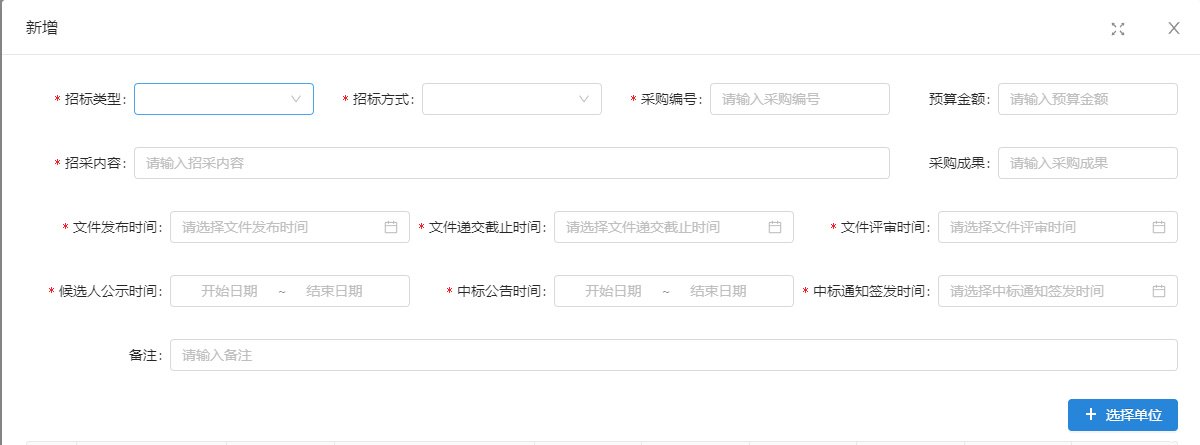 新增
* 招标类型: * 招标方式: * 采购编号: 请输入采购编号 预算金额: 请输入预算金额
* 招采内容: 请输入招采内容 采购成果: 请输入采购成果
* 文件发布时间: 请选择文件发布时间 * 文件递交截止时间: 请选择文件递交截止时间 * 文件评审时间: 请选择文件评审时间
* 候选人公示时间: 开始日期 ~ 结束日期 * 中标公告时间: 开始日期 ~ 结束日期 * 中标通知签发时间: 请选择中标通知签发时间
备注: 请输入备注
+ 选择单位